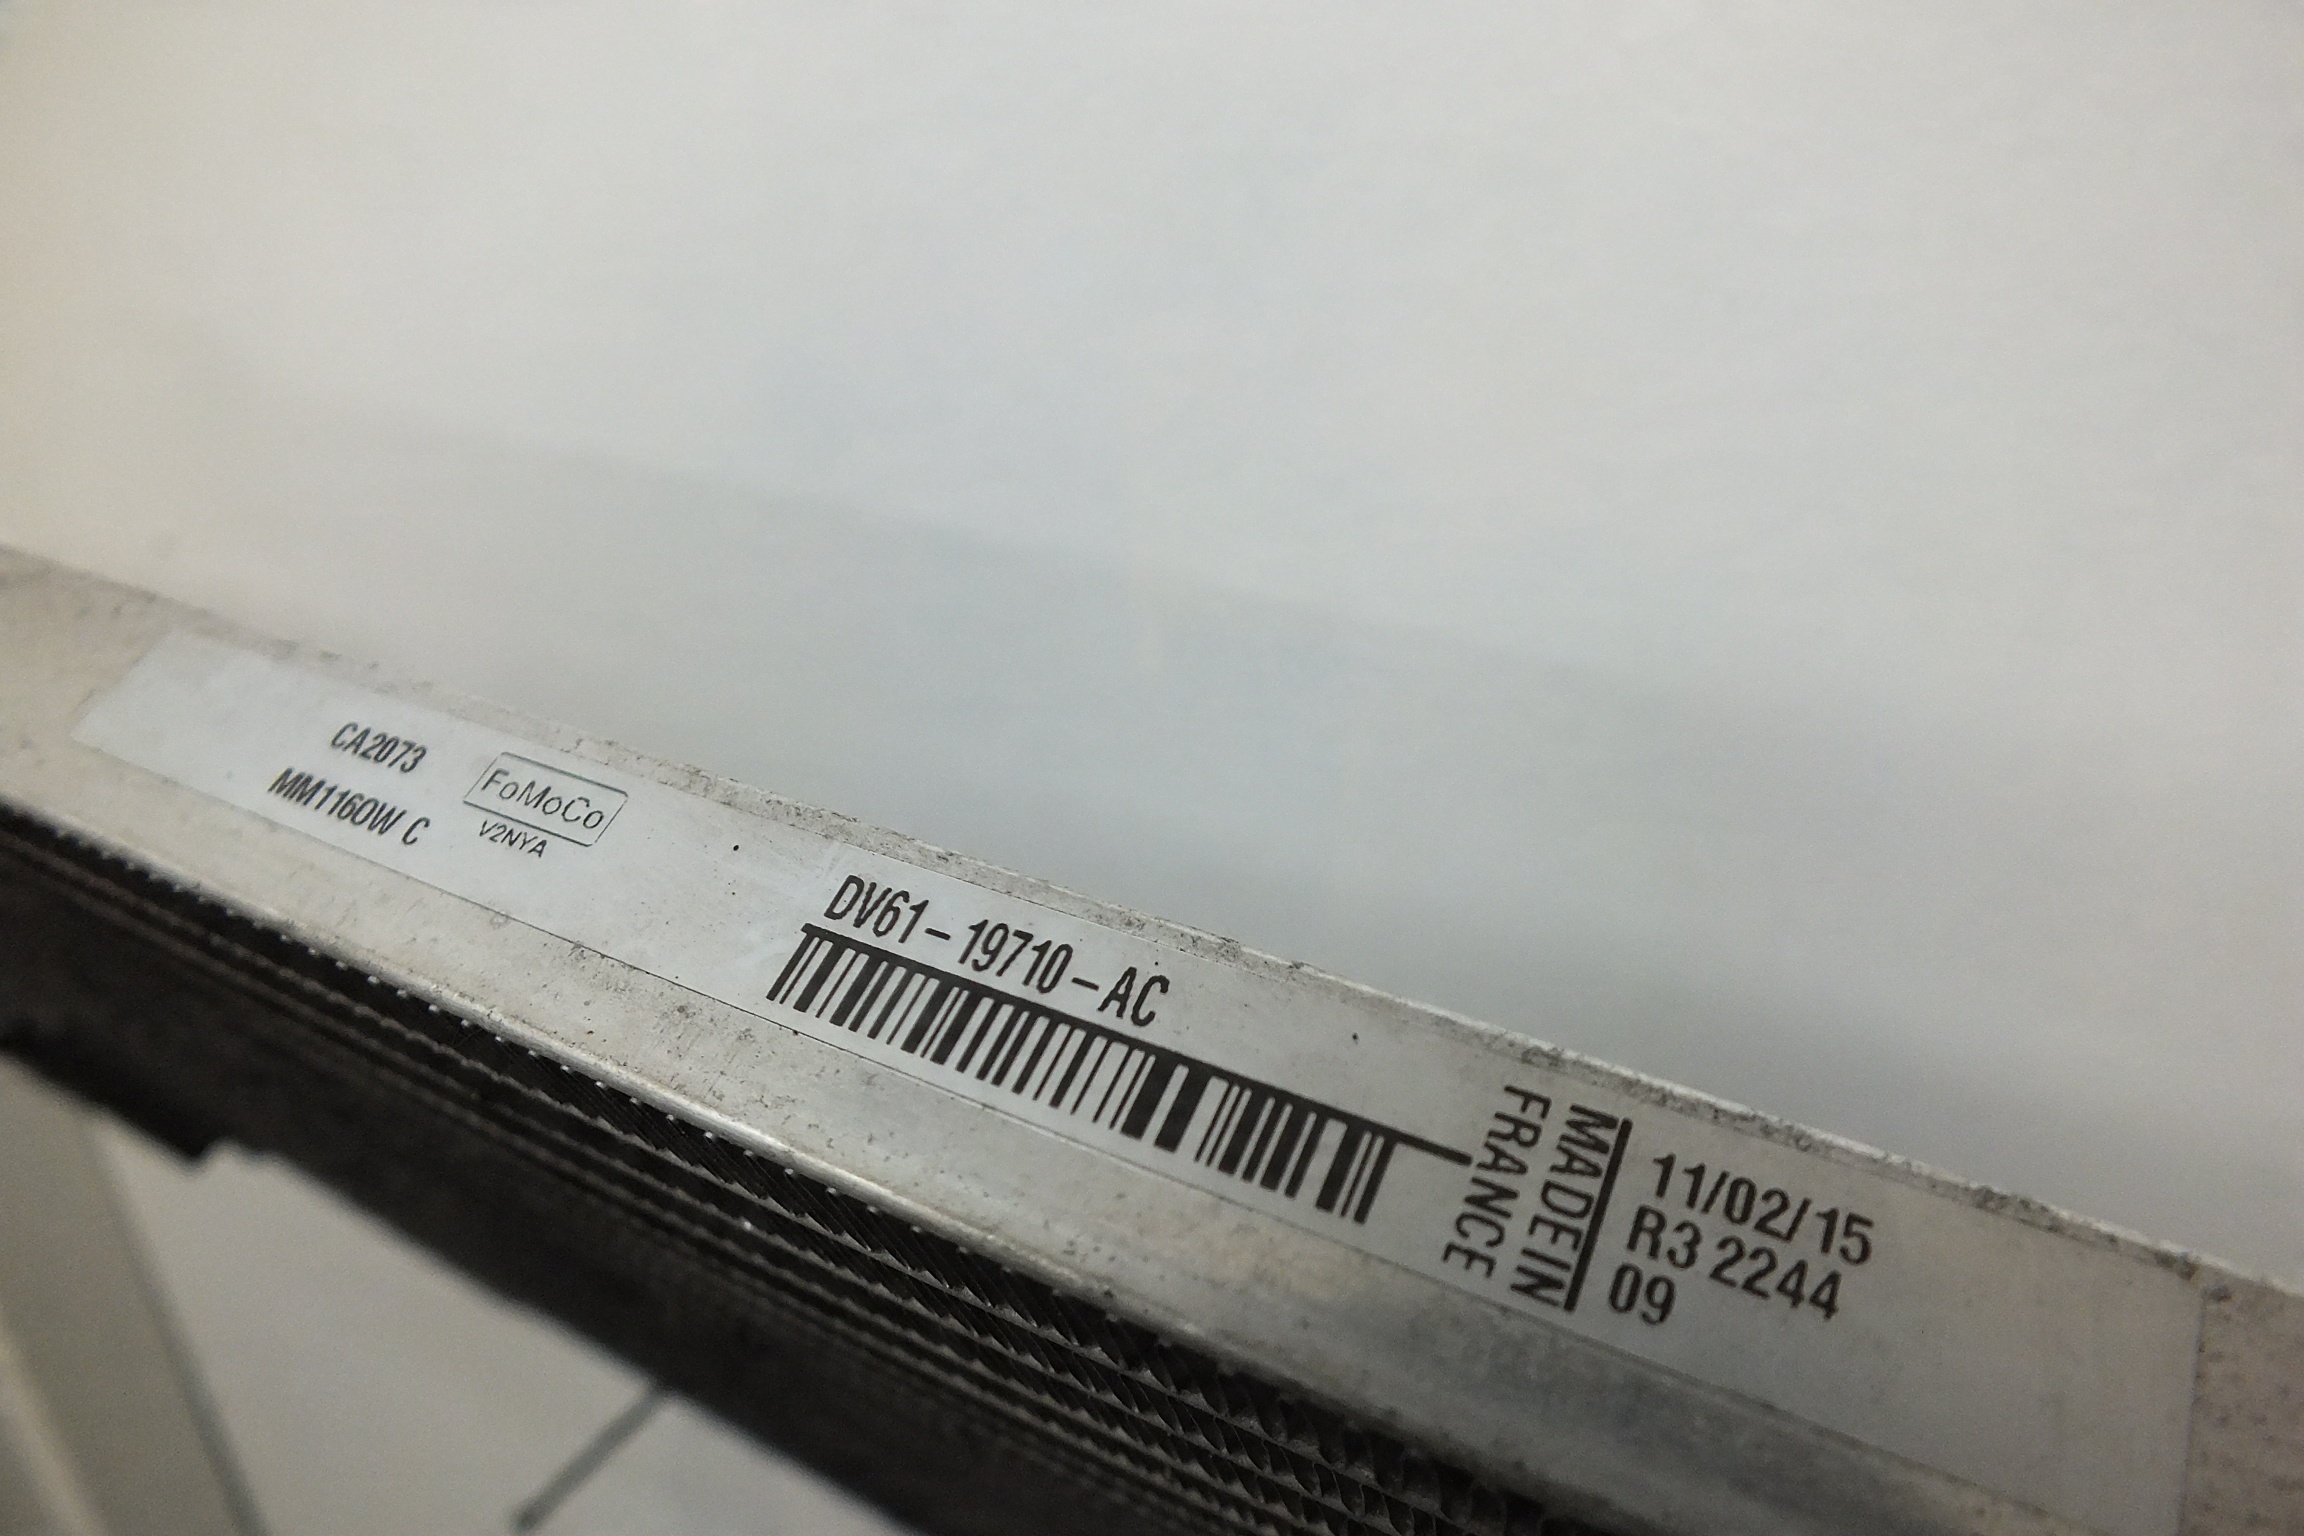 CA2073
MM1160W C
FoMoCo
V2NYA
DV61-19710-AC
MADE IN
FRANCE
11/02/15
R3 2244
09